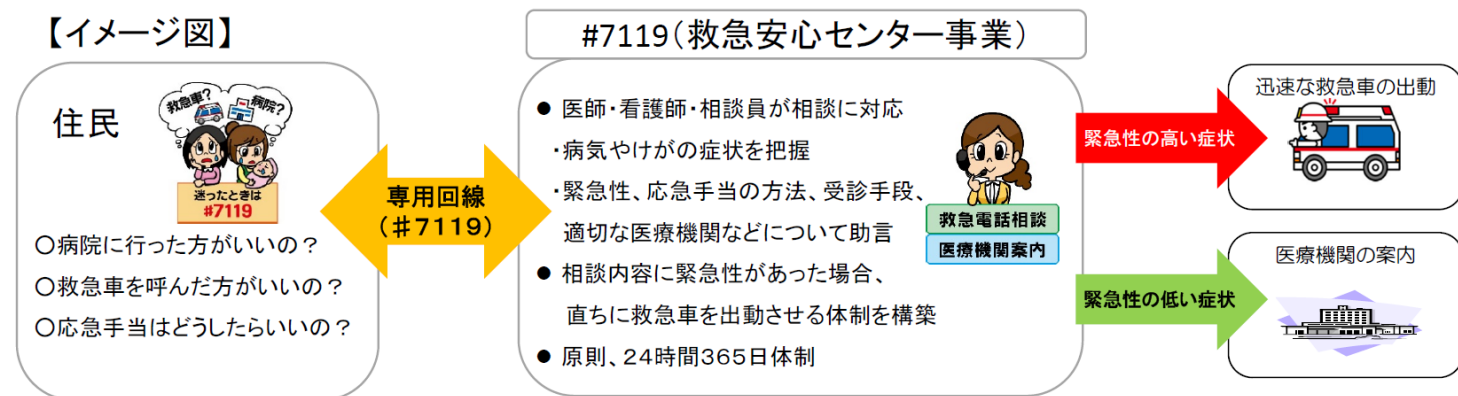 【イメージ図】
#7119(救急安心センター事業)
住民
救急車?
病院?
迷ったときは
#7119
○病院に行った方がいいの?
○救急車を呼んだ方がいいの?
○応急手当はどうしたらいいの?
専用回線
(#7119)
● 医師・看護師・相談員が相談に対応
・病気やけがの症状を把握
・緊急性、応急手当の方法、受診手段、
適切な医療機関などについて助言
● 相談内容に緊急性があった場合、
直ちに救急車を出動させる体制を構築
● 原則、24時間365日体制
救急電話相談
医療機関案内
緊急性の高い症状
迅速な救急車の出動
緊急性の低い症状
医療機関の案内